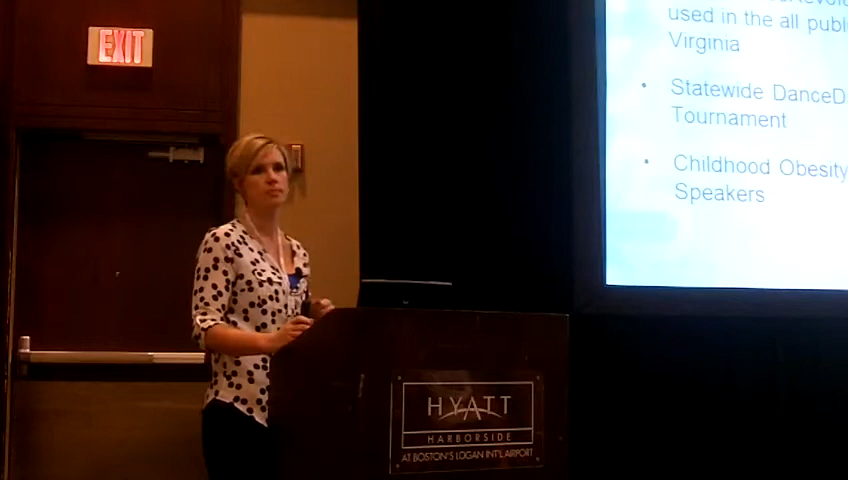 EXIT
used in the all publ
Virginia
• Statewide DanceD
Tournament
• Childhood Obesity
Speakers
HYATT
HARBORSIDE
AT BOSTON'S LOGAN INT'L AIRPORT